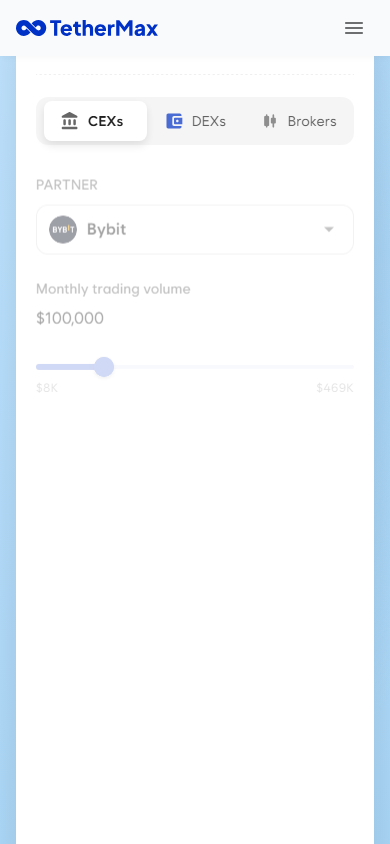 TetherMax
CEXs
DEXs
Brokers
PARTNER
BYBIT
Bybit
Monthly trading volume
$100,000
$8K
$469K